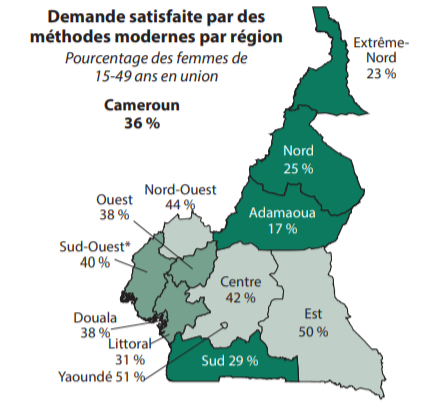 Demande satisfaite par des
méthodes modernes par région
Pourcentage des femmes de
15-49 ans en union
Cameroun
36 %
Extrême-
Nord
23 %
Nord
25 %
Nord-Ouest
44 %
Ouest
38 %
Adamaoua
17 %
Sud-Ouest*
40 %
Centre
42 %
Est
50 %
Douala
38 %
Littoral
31 %
Yaoundé 51 %
Sud 29 %